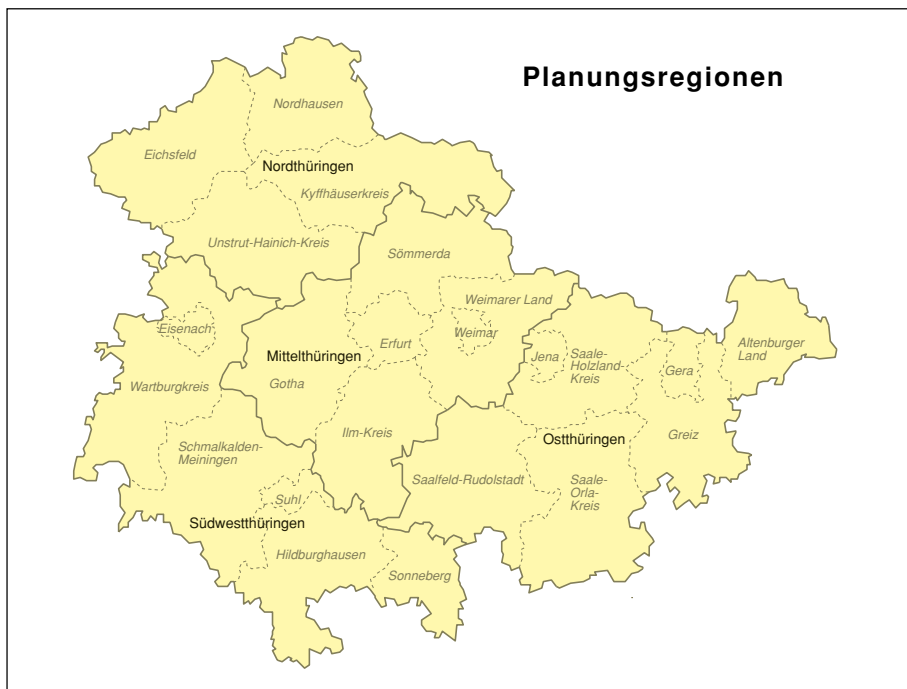 Planungsregionen
Nordhausen
Eichsfeld
Nordthüringen
Kyffhäuserkreis
Unstrut-Hainich-Kreis
Sömmerda
Weimarer Land
Eisenach
Erfurt
Weimar
Mittelthüringen
Jena
Saale-
Holzland-
Kreis
Gera
Altenburger
Land
Wartburgkreis
Gotha
Ilm-Kreis
Greiz
Schmalkalden-
Meiningen
Ostthüringen
Saalfeld-Rudolstadt
Saale-
Orla-
Kreis
Suhl
Südwestthüringen
Hildburghausen
Sonneberg